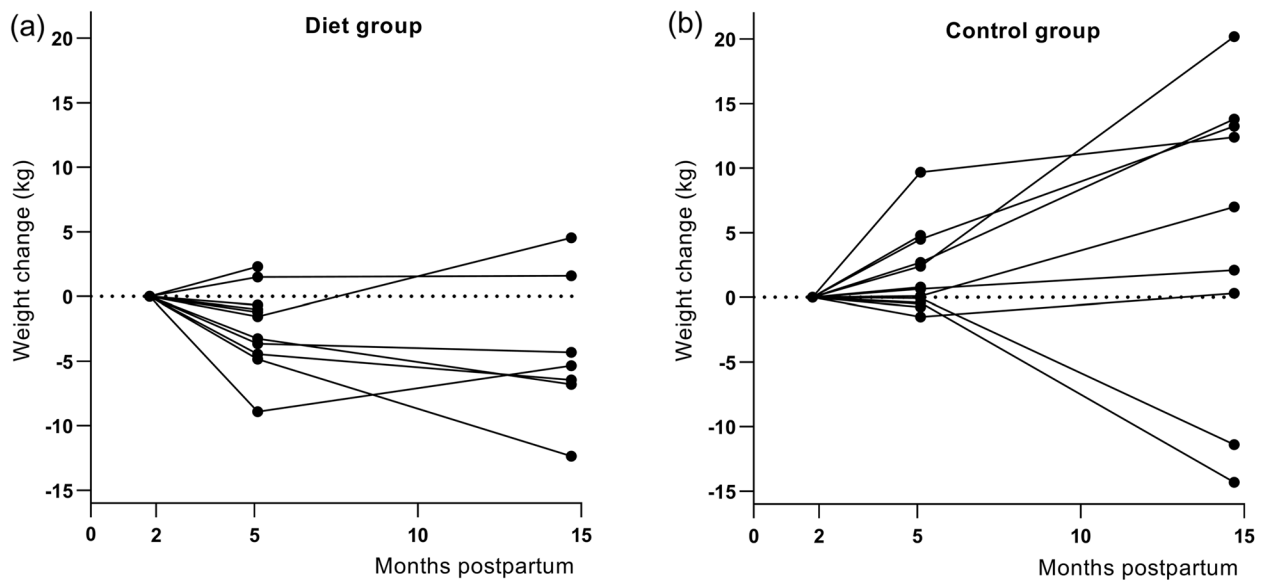 (a)
Diet group
Weight change (kg)
20
15
10
5
0
-5
-10
-15
0 2 5 10 15
Months postpartum
(b)
Control group
Weight change (kg)
20
15
10
5
0
-5
-10
-15
0 2 5 10 15
Months postpartum